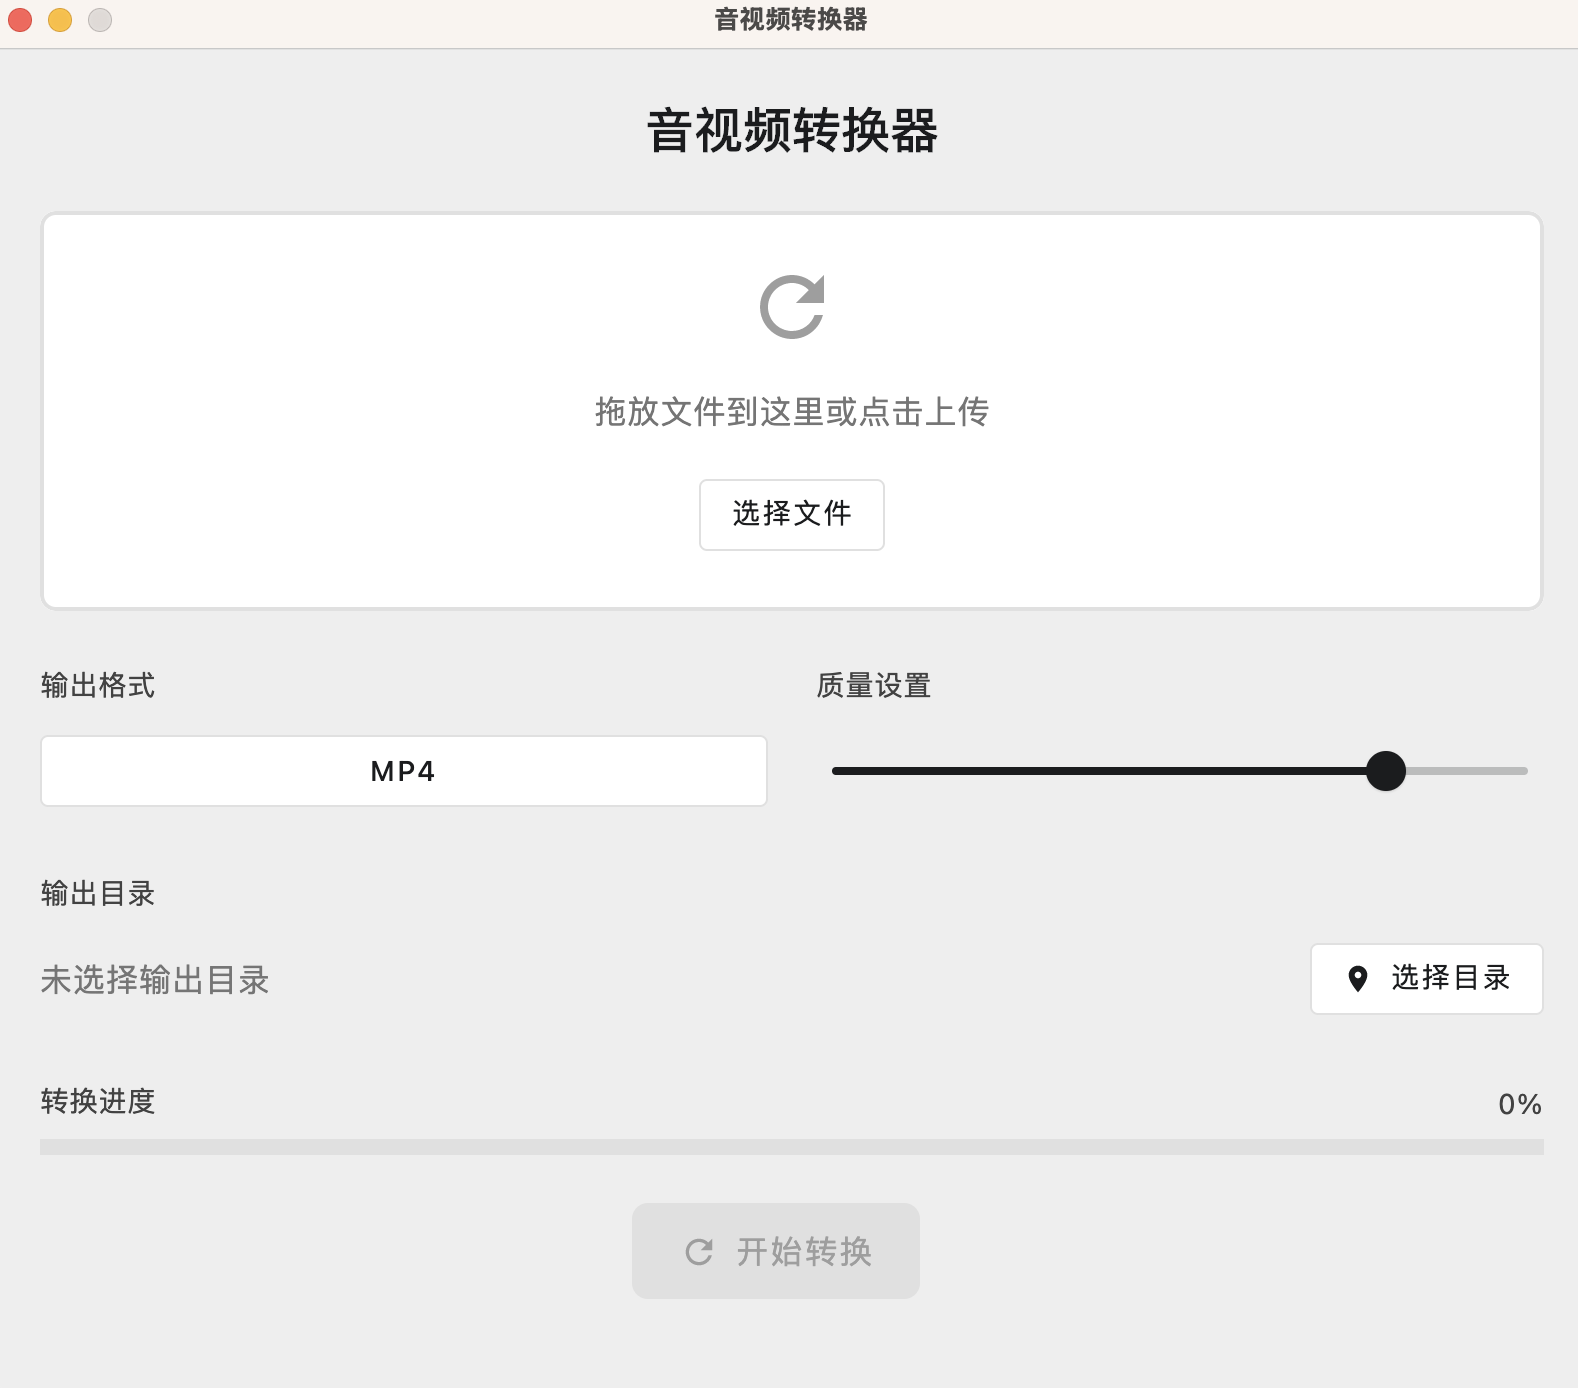 音视频转换器
音视频转换器
拖放文件到这里或点击上传
选择文件
输出格式
质量设置
MP4
输出目录
未选择输出目录
选择目录
转换进度
0%
开始转换